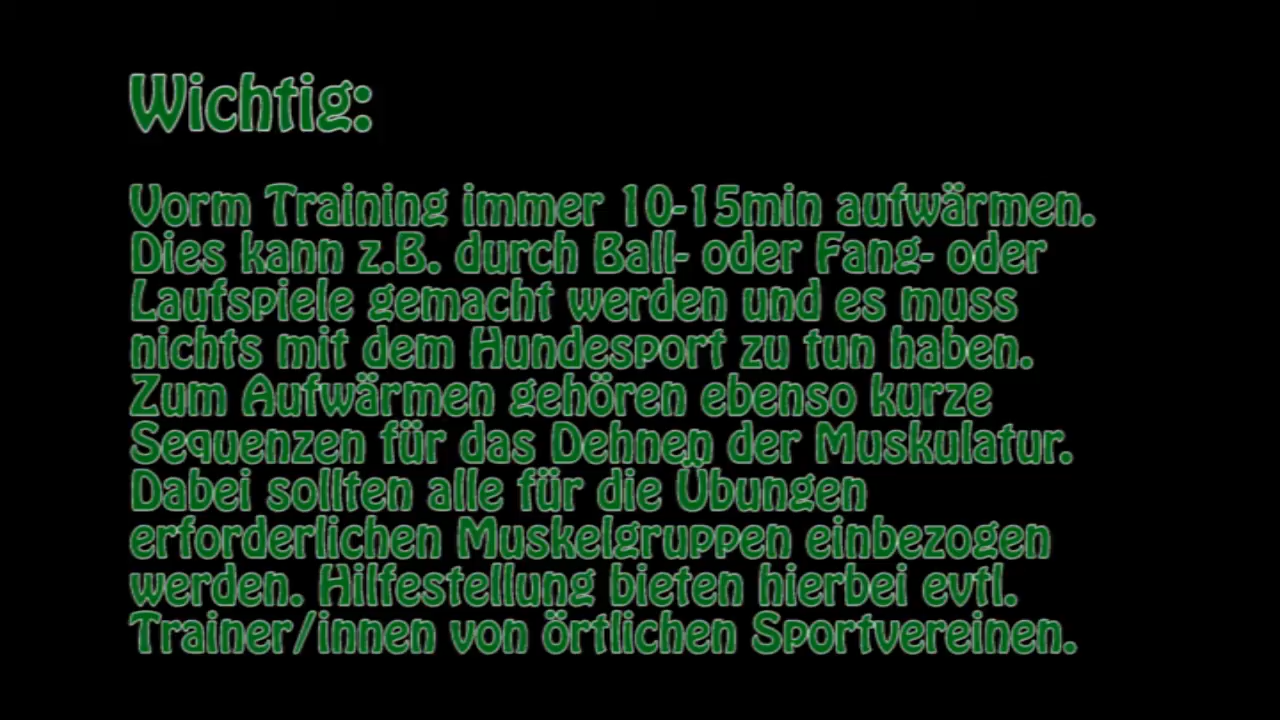 Wichtig:
Vorm Training immer 10-15min aufwärmen.
Dies kann z.B. durch Ball- oder Fang- oder
Laufspiele gemacht werden und es muss
nichts mit dem Hundesport zu tun haben.
Zum Aufwärmen gehören ebenso kurze
Sequenzen für das Dehnen der Muskulatur.
Dabei sollten alle für die Übungen
erforderlichen Muskelgruppen einbezogen
werden. Hilfestellung bieten hierbei evtl.
Trainer/innen von örtlichen Sportvereinen.